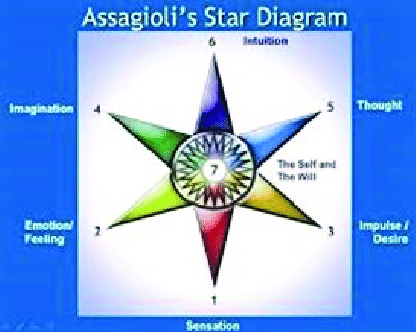 Assagioli's Star Diagram
6 Intuition
Imagination 4
5 Thought
7
The Self and
The Will
Emotion/
Feeling
2
3
Impulse /
Desire
1
Sensation